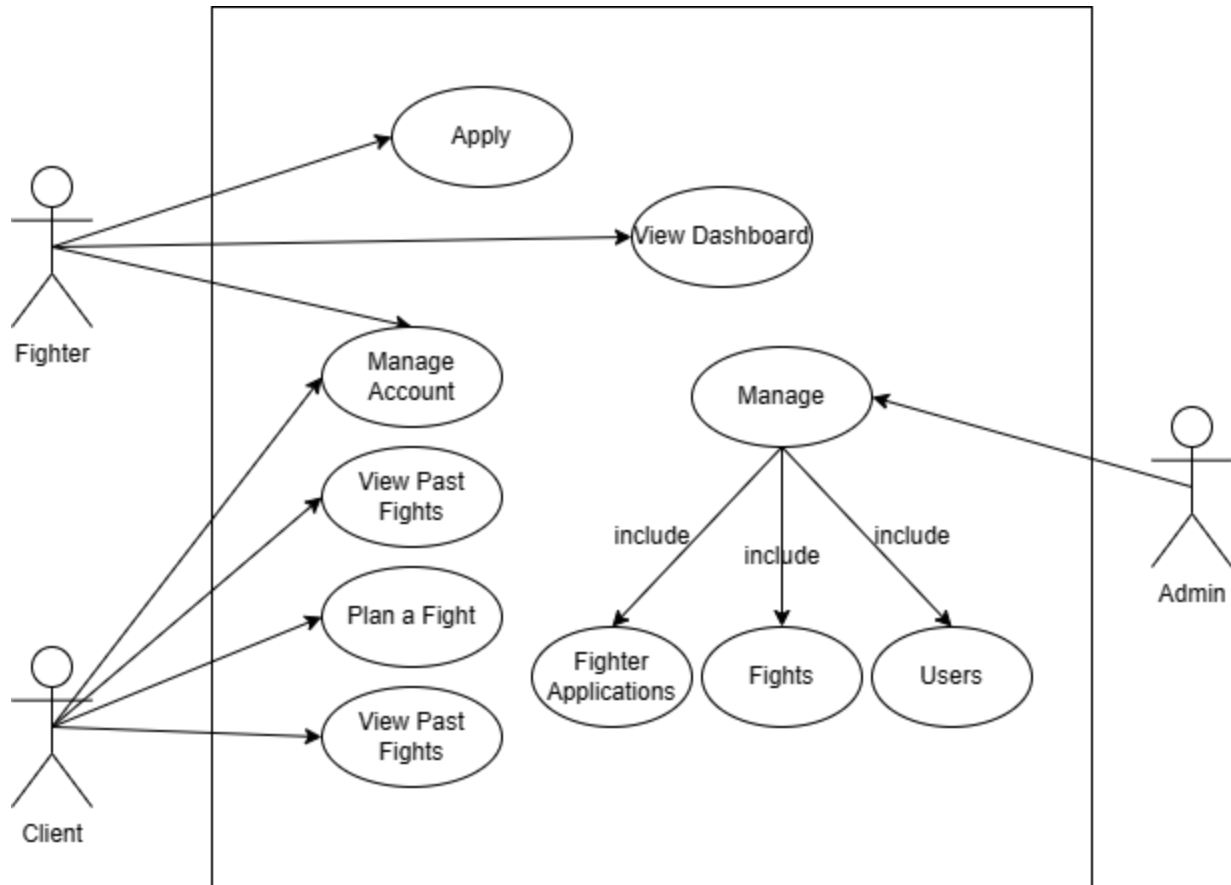 Apply
View Dashboard
Fighter
Manage
Account
Manage
View Past
Fights
include
include
include
Admin
Plan a Fight
Fighter
Applications
Fights
Users
View Past
Fights
Client